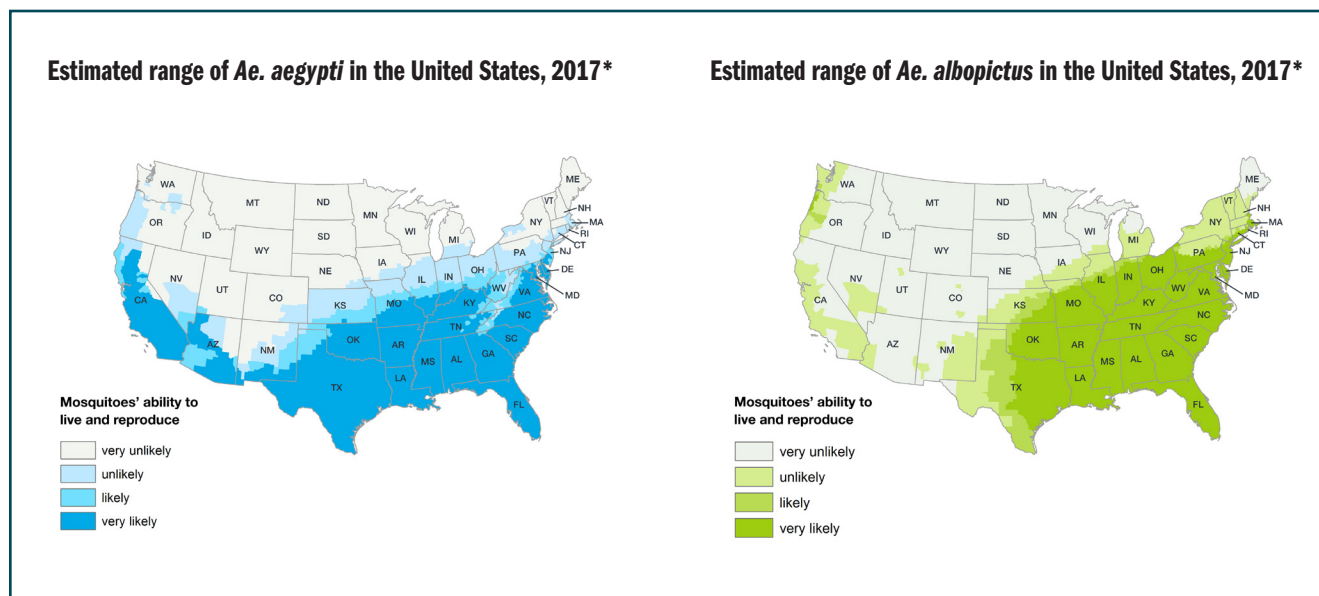 Estimated range of Ae. aegypti in the United States, 2017*
WA
OR
CA
NV
ID
MT
WY
UT
AZ
CO
NM
ND
SD
NE
KS
OK
TX
MN
IA
MO
AR
LA
WI
IL
MS
MI
IN
KY
TN
AL
OH
WV
VA
NC
SC
GA
FL
PA
NY
VT
ME
NH
MA
RI
CT
NJ
DE
MD
Mosquitoes' ability to
live and reproduce
very unlikely
unlikely
likely
very likely
Estimated range of Ae. albopictus in the United States, 2017*
WA
OR
CA
NV
ID
MT
WY
UT
AZ
CO
NM
ND
SD
NE
KS
OK
TX
MN
IA
MO
AR
LA
WI
IL
MS
MI
IN
KY
TN
AL
OH
WV
VA
NC
SC
GA
FL
PA
NY
VT
ME
NH
MA
RI
CT
NJ
DE
MD
Mosquitoes' ability to
live and reproduce
very unlikely
unlikely
likely
very likely